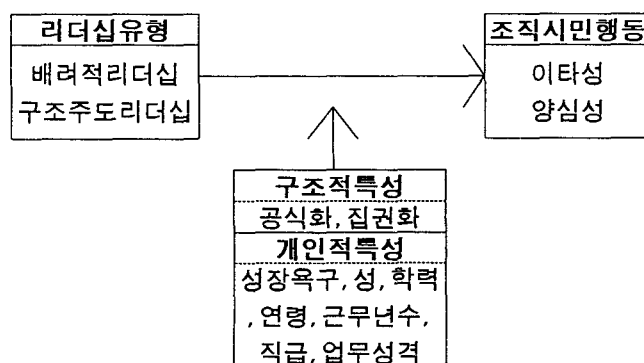 리더십유형
배려적리더십
구조주도리더십
조직시민행동
이타성
양심성
구조적특성
공식화, 집권화
개인적특성
성장욕구, 성, 학력
, 연령, 근무년수,
직급, 업무성격